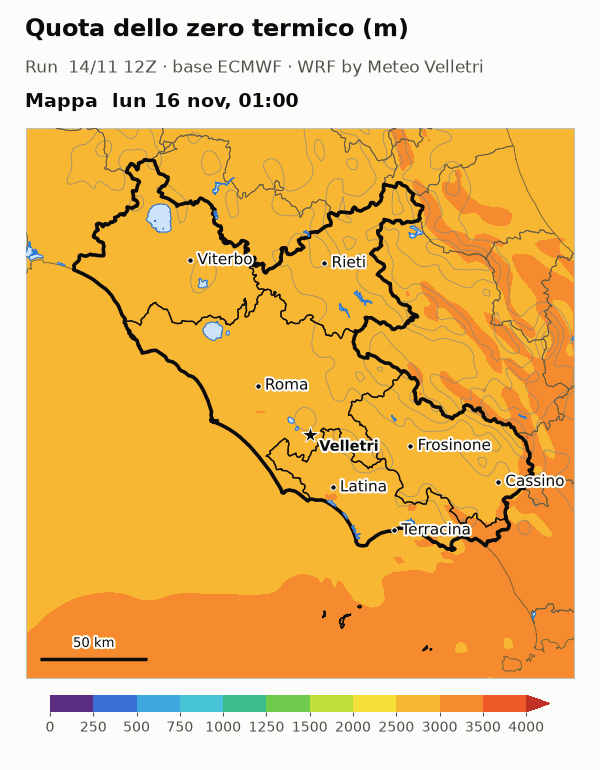 Quota dello zero termico (m)
Run 14/11 12Z · base ECMWF · WRF by Meteo Velletri
Mappa lun 16 nov, 01:00
Viterbo
Rieti
Roma
Velletri
Frosinone
Cassino
Latina
Terracina
50 km
0 250 500 750 1000 1250 1500 2000 2500 3000 3500 4000